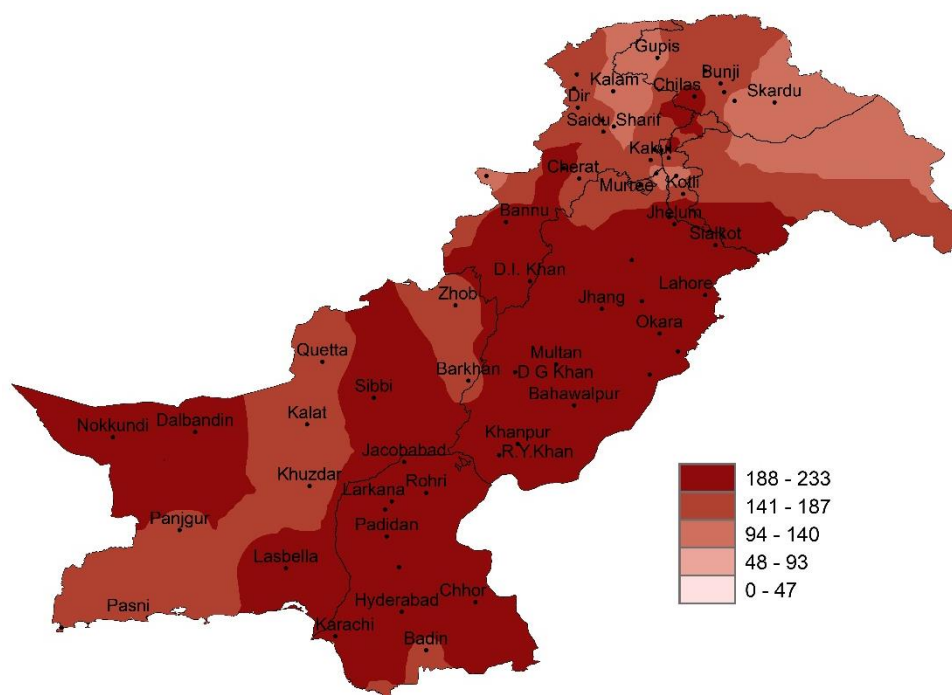 Gupis
Kalam
Chilas
Bunji
Skardu
Dir
Saidu Sharif
Kakul
Cherat
Murree
Kotli
Bannu
Jhelum
Sialkot
D.I. Khan
Zhob
Jhang
Lahore
Okara
Quetta
Multan
Barkhan
D G Khan
Sibbi
Bahawalpur
Kalat
Dalbandin
Nokkundi
Khanpur
Jacobabad
R.Y.Khan
Khuzdar
Rohri
Larkana
Panjgur
Padidan
Lasbella
Chhor
Pasni
Hyderabad
Karachi
Badin
188 - 233
141 - 187
94 - 140
48 - 93
0 - 47